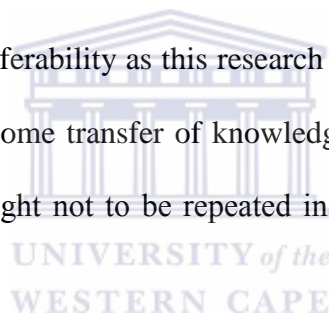 ferability as this research
ome transfer of knowledg
ght not to be repeated in
UNIVERSITY of the
WESTERN CAPE